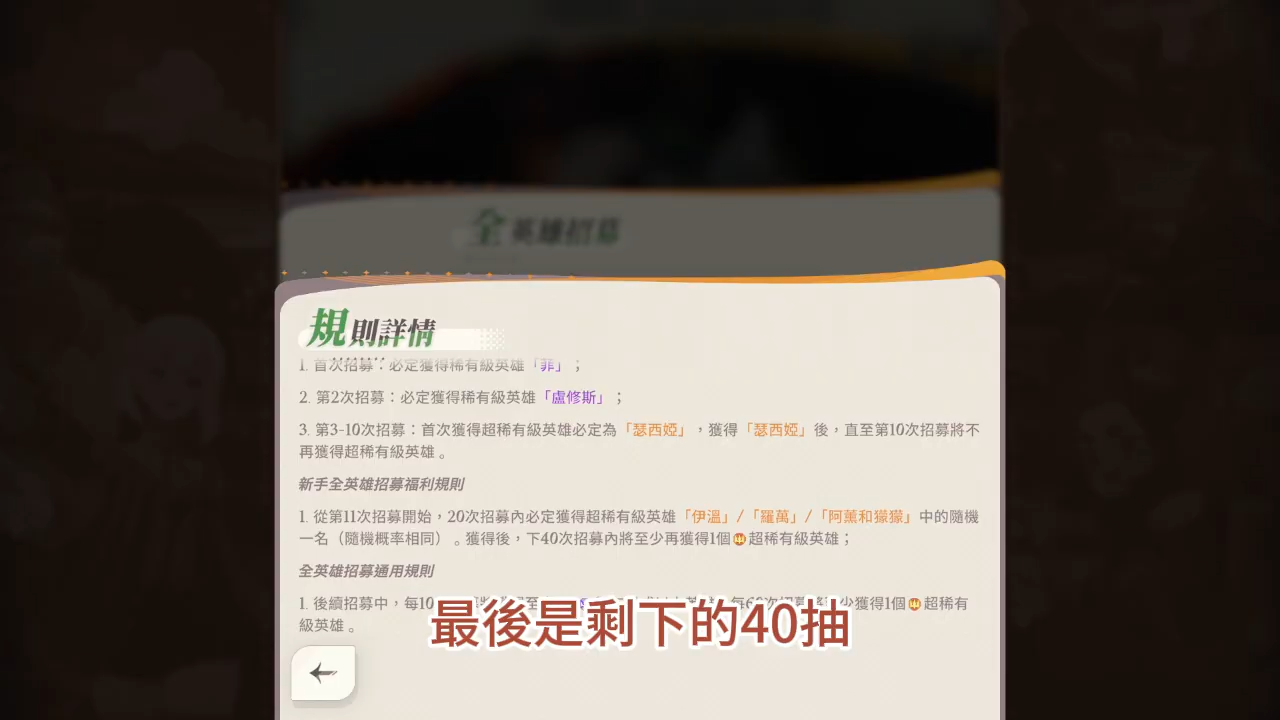 全英雄招募
規則詳情
1. 首次招募：必定獲得稀有級英雄「菲」；
2. 第2次招募：必定獲得稀有級英雄「盧修斯」；
3. 第3-10次招募：首次獲得超稀有級英雄必定為「瑟西婭」，獲得「瑟西婭」後，直至第10次招募將不
再獲得超稀有級英雄。
新手全英雄招募福利規則
1. 從第11次招募開始，20次招募內必定獲得超稀有級英雄「伊溫」/「羅萬」/「阿薰和獴獴」中的隨機
一名（隨機概率相同）。獲得後，下40次招募內將至少再獲得1個超稀有級英雄；
全英雄招募通用規則
1. 後續招募中，每10
少獲得1個超稀有
級英雄。
最後是剩下的40抽